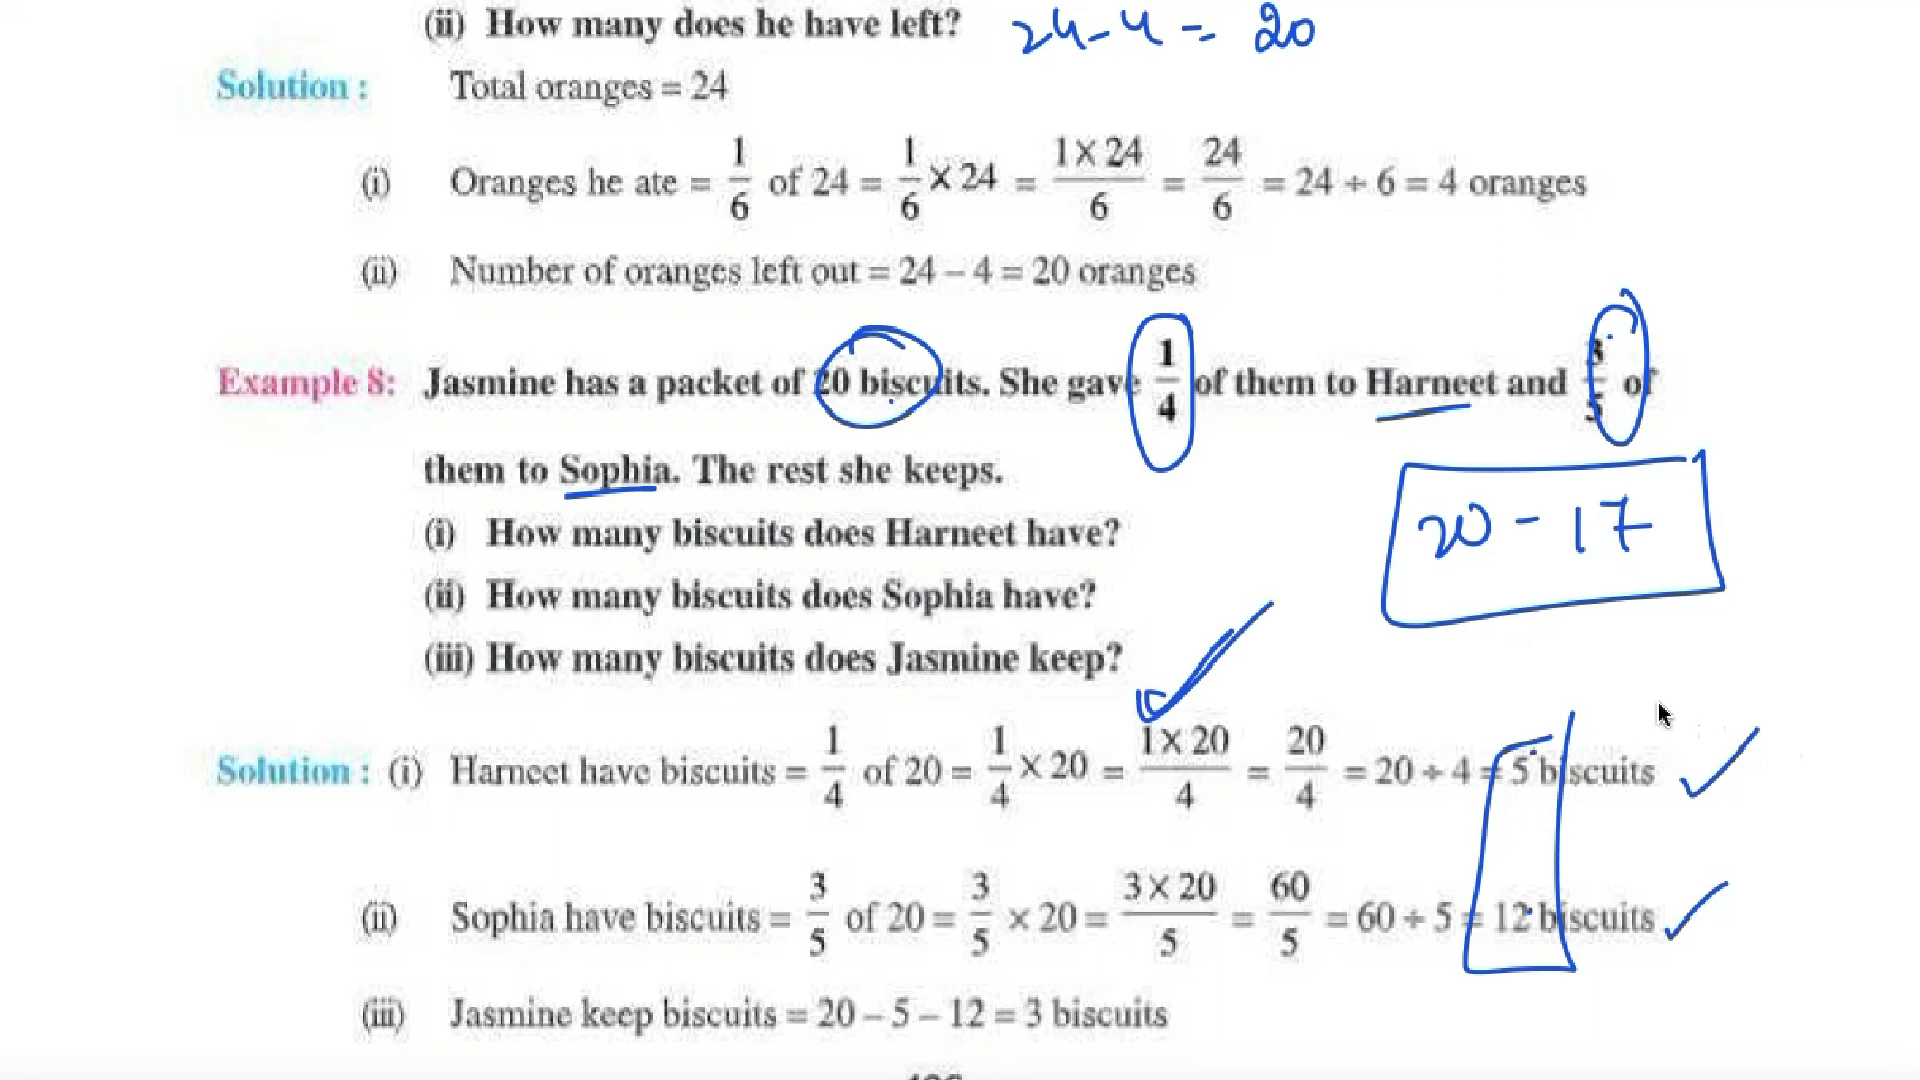 (ii) How many does he have left? 24 - 4 = 20
Solution : Total oranges = 24
(i) Oranges he ate = 1/6 of 24 = 1/6 × 24 = 1 × 24/6 = 24/6 = 24 ÷ 6 = 4 oranges
(ii) Number of oranges left out = 24 – 4 = 20 oranges
Example 8: Jasmine has a packet of 20 biscuits. She gave 1/4 of them to Harneet and 3/5 of
them to Sophia. The rest she keeps.
20 - 17
(i) How many biscuits does Harneet have?
(ii) How many biscuits does Sophia have?
(iii) How many biscuits does Jasmine keep?
Solution : (i) Harneet have biscuits = 1/4 of 20 = 1/4 × 20 = 1 × 20/4 = 20/4 = 20 ÷ 4 = 5 biscuits
(ii) Sophia have biscuits = 3/5 of 20 = 3/5 × 20 = 3 × 20/5 = 60/5 = 60 ÷ 5 = 12 biscuits
(iii) Jasmine keep biscuits = 20 – 5 – 12 = 3 biscuits